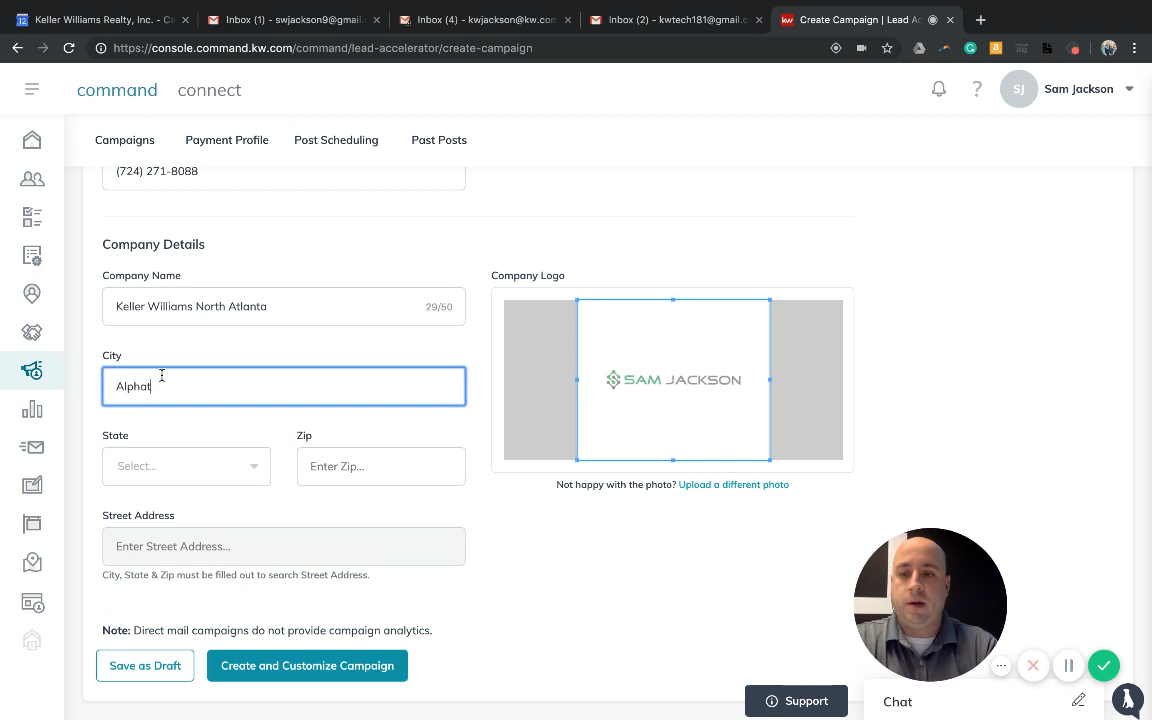 Keller Williams Realty, Inc. - Ca
Inbox (1) - swjackson9@gmail.
Inbox (4) - kwjackson@kw.com
Inbox (2) - kwtech181@gmail.c
kw Create Campaign | Lead Ac
https://console.command.kw.com/command/lead-accelerator/create-campaign
command connect
? SJ Sam Jackson
Campaigns Payment Profile Post Scheduling Past Posts
(724) 271-8088
Company Details
Company Name
Company Logo
Keller Williams North Atlanta 29/50
City
SAM JACKSON
Alphat
State Zip
Select... Enter Zip...
Not happy with the photo? Upload a different photo
Street Address
Enter Street Address...
City, State & Zip must be filled out to search Street Address.
Note: Direct mail campaigns do not provide campaign analytics.
Save as Draft Create and Customize Campaign
Support Chat